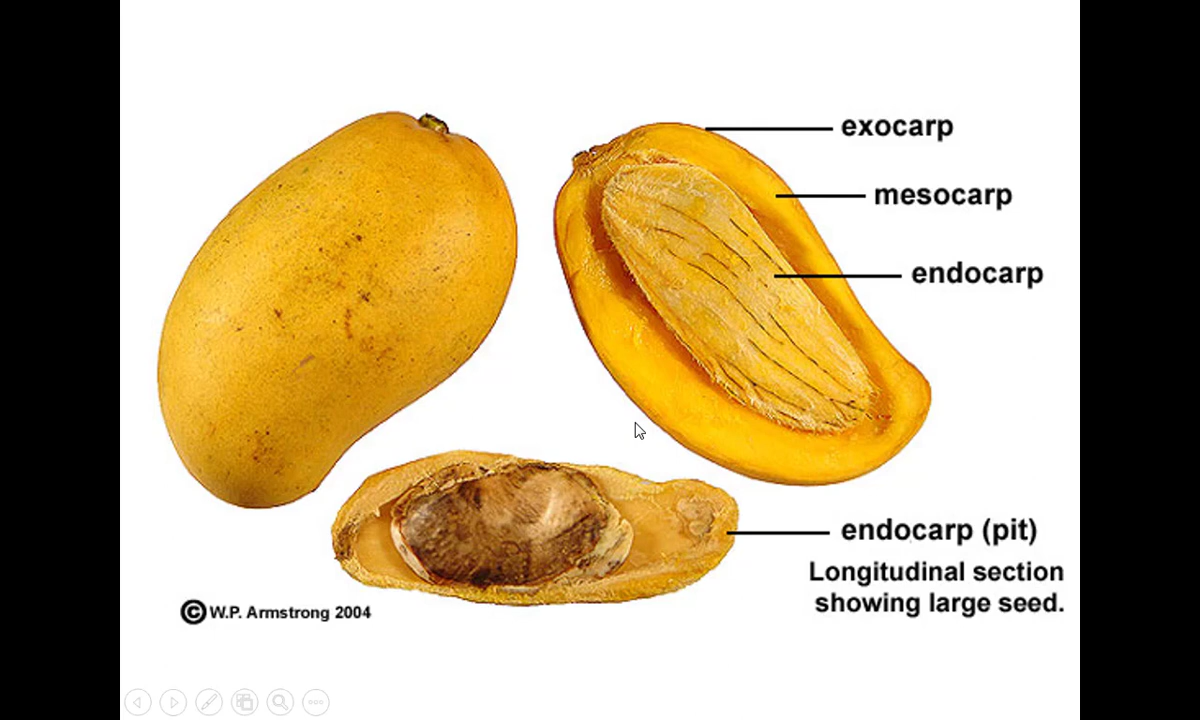 exocarp
mesocarp
endocarp
endocarp (pit)
Longitudinal section
showing large seed.
© W.P. Armstrong 2004